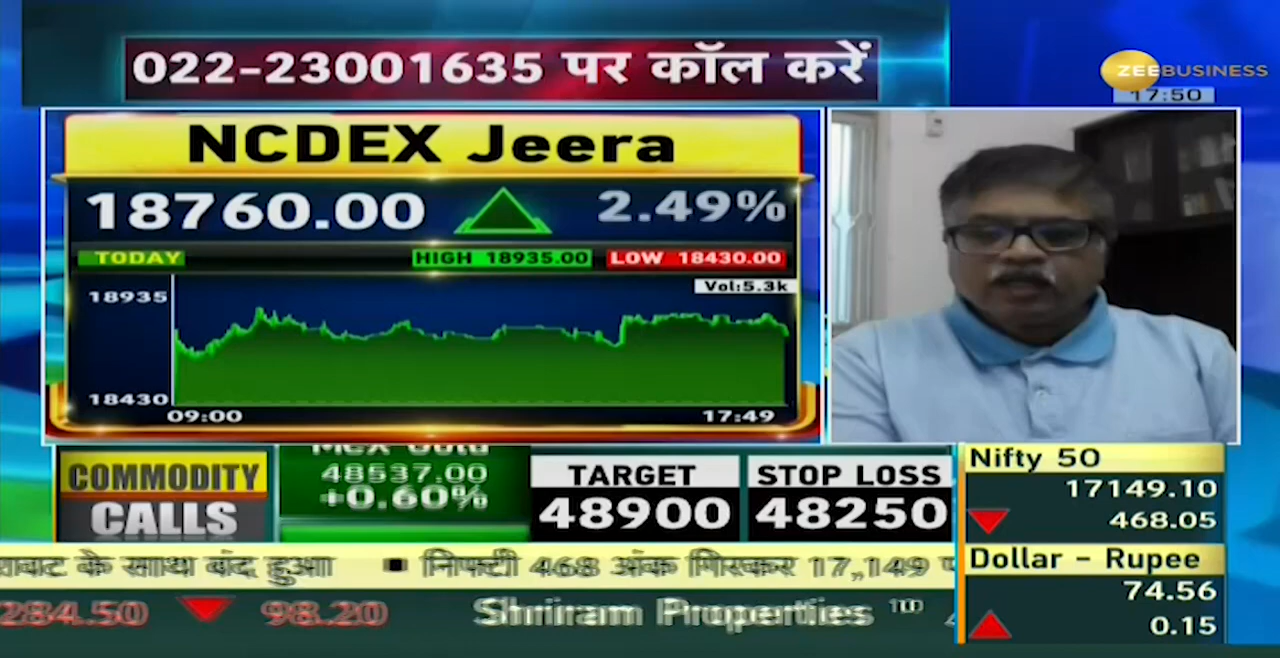 022-23001635 पर कॉल करें
ZEEBUSINESS
17:50
NCDEX Jeera
18760.00 2.49%
TODAY HIGH 18935.00 LOW 18430.00
Vol:5.3k
18935
18430
09:00 17:49
COMMODITY
CALLS
MCX Gold
48537.00
+0.60%
TARGET
48900
STOP LOSS
48250
Nifty 50
17149.10
468.05
Dollar - Rupee
74.56
0.15
के साथ बंद हुआ ▪ निफ्टी 468 अंक गिरकर 17,149
284.50 98.20 Shriram Properties